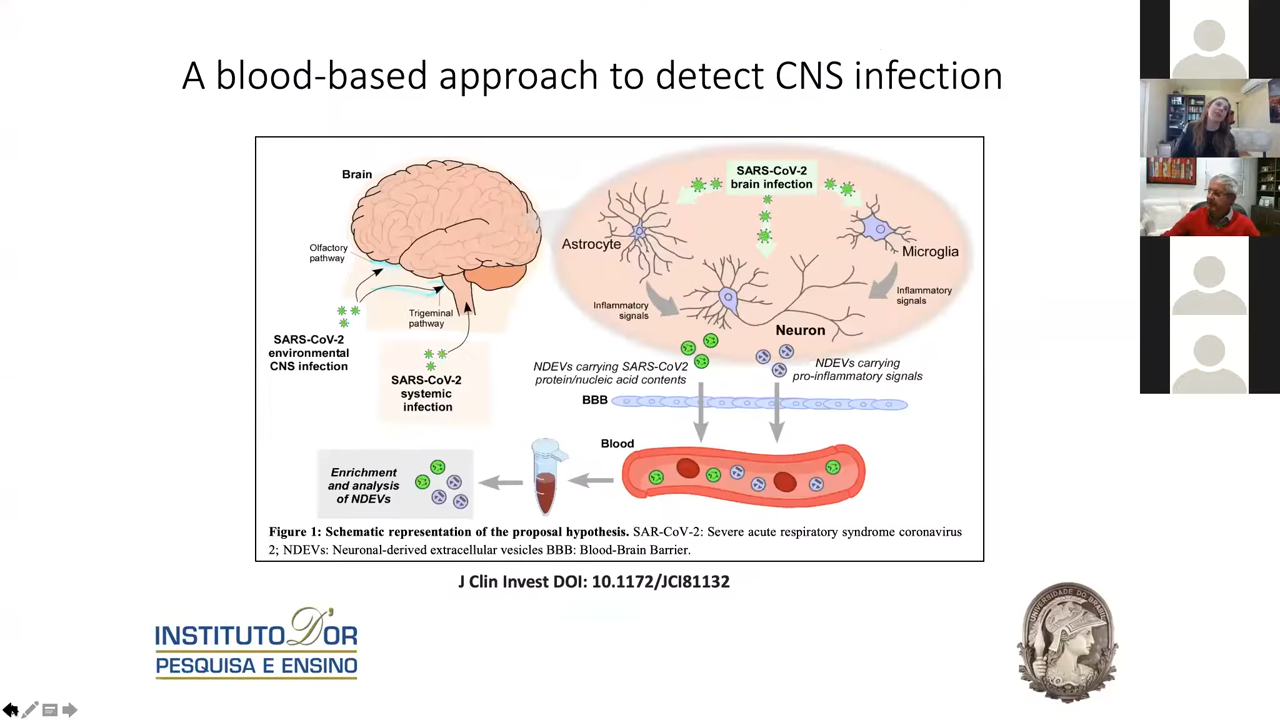 A blood-based approach to detect CNS infection
Brain
Olfactory
pathway
Trigeminal
pathway
SARS-CoV-2
environmental
CNS infection
SARS-CoV-2
systemic
infection
SARS-CoV-2
brain infection
Astrocyte
Microglia
Inflammatory
signals
Inflammatory
signals
Neuron
NDEVs carrying SARS-CoV2
protein/nucleic acid contents
NDEVs carrying
pro-inflammatory signals
BBB
Blood
Enrichment
and analysis
of NDEVs
Figure 1: Schematic representation of the proposal hypothesis. SAR-CoV-2: Severe acute respiratory syndrome coronavirus
2; NDEVs: Neuronal-derived extracellular vesicles BBB: Blood-Brain Barrier.
J Clin Invest DOI: 10.1172/JCI81132
INSTITUTO D'OR
PESQUISA E ENSINO
UNIVERSIDADE DO BRASIL